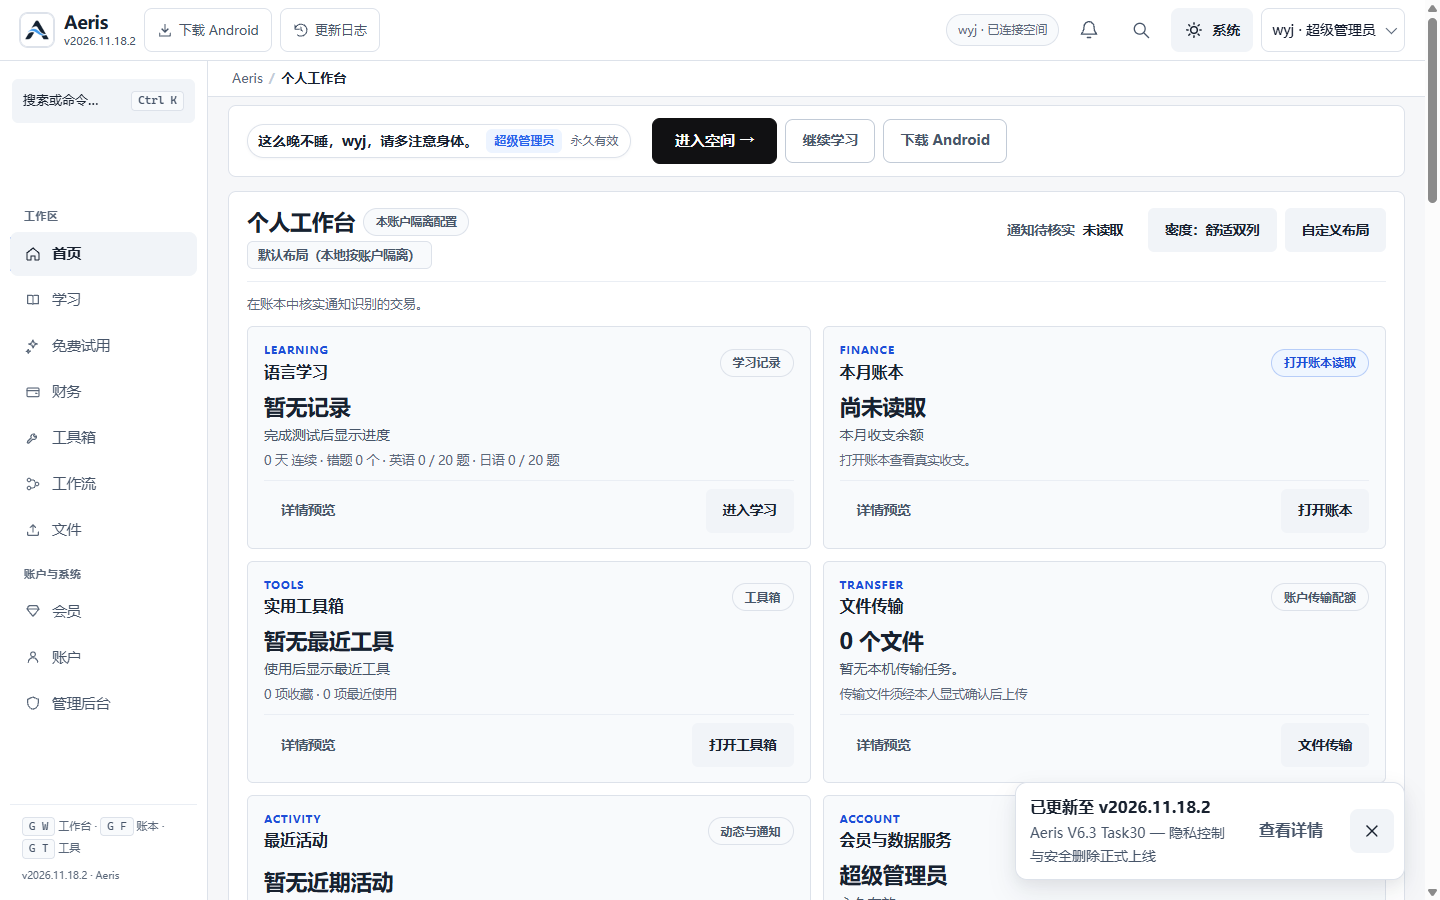 Aeris
v2026.11.18.2
下载 Android
更新日志
wyj · 已连接空间
系统
wyj · 超级管理员
搜索或命令...
Ctrl K
Aeris / 个人工作台
工作区
首页
学习
免费试用
财务
工具箱
工作流
文件
账户与系统
会员
账户
管理后台
G W 工作台 · G F 账本 ·
G T 工具
v2026.11.18.2 · Aeris
这么晚不睡，wyj，请多注意身体。 超级管理员 永久有效
进入空间 →
继续学习
下载 Android
个人工作台
本账户隔离配置
默认布局（本地按账户隔离）
通知待核实 未读取
密度：舒适双列
自定义布局
在账本中核实通知识别的交易。
LEARNING
语言学习
学习记录
暂无记录
完成测试后显示进度
0 天 连续 · 错题 0 个 · 英语 0 / 20 题 · 日语 0 / 20 题
详情预览
进入学习
FINANCE
本月账本
打开账本读取
尚未读取
本月收支余额
打开账本查看真实收支。
详情预览
打开账本
TOOLS
实用工具箱
工具箱
暂无最近工具
使用后显示最近工具
0 项收藏 · 0 项最近使用
详情预览
打开工具箱
TRANSFER
文件传输
账户传输配额
0 个文件
暂无本机传输任务。
传输文件须经本人显式确认后上传
详情预览
文件传输
ACTIVITY
最近活动
动态与通知
暂无近期活动
ACCOUNT
会员与数据服务
超级管理员
已更新至 v2026.11.18.2
Aeris V6.3 Task30 — 隐私控制
与安全删除正式上线
查看详情